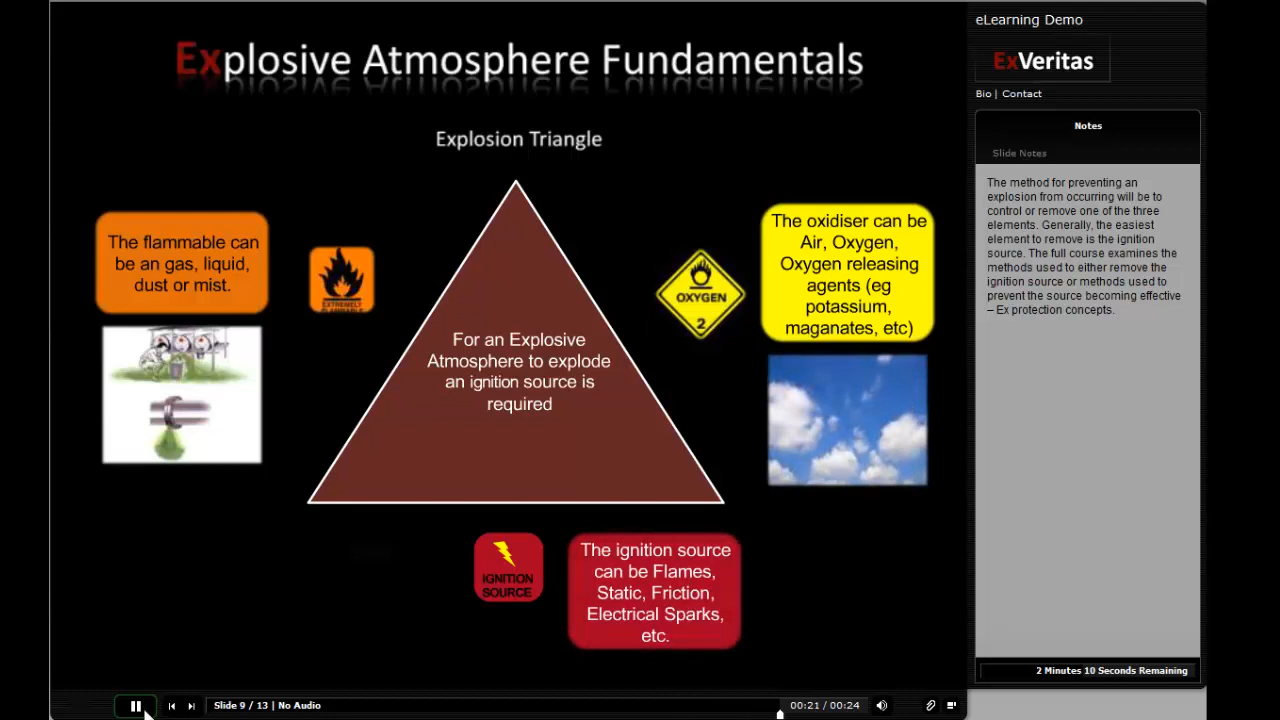 Explosive Atmosphere Fundamentals
Explosion Triangle
The flammable can
be an gas, liquid,
dust or mist.
EXTREMELY FLAMMABLE
For an Explosive
Atmosphere to explode
an ignition source is
required
OXYGEN
2
The oxidiser can be
Air, Oxygen,
Oxygen releasing
agents (eg
potassium,
maganates, etc)
IGNITION
SOURCE
The ignition source
can be Flames,
Static, Friction,
Electrical Sparks,
etc.
Slide 9 / 13 | No Audio
00:21 / 00:24
eLearning Demo
ExVeritas
Bio | Contact
Notes
Slide Notes
The method for preventing an
explosion from occurring will be to
control or remove one of the three
elements. Generally, the easiest
element to remove is the ignition
source. The full course examines the
methods used to either remove the
ignition source or methods used to
prevent the source becoming effective
– Ex protection concepts.
2 Minutes 10 Seconds Remaining